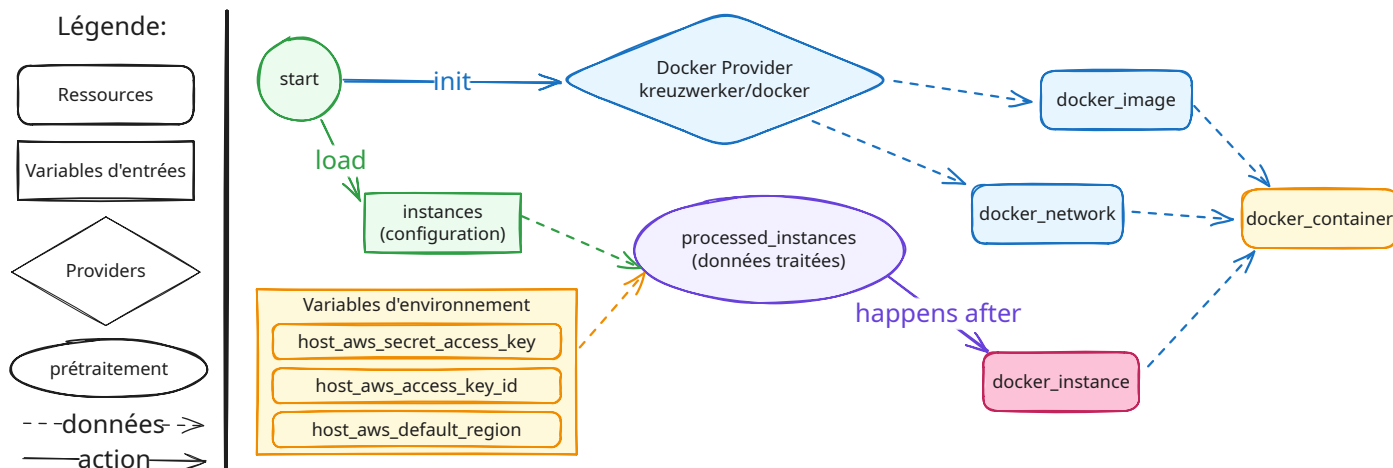 Légende:
Ressources
Variables d'entrées
Providers
prétraitement
données
action
start
init
Docker Provider
kreuzwerker/docker
docker_image
load
instances
(configuration)
processed_instances
(données traitées)
docker_network
docker_container
Variables d'environnement
host_aws_secret_access_key
host_aws_access_key_id
host_aws_default_region
happens after
docker_instance